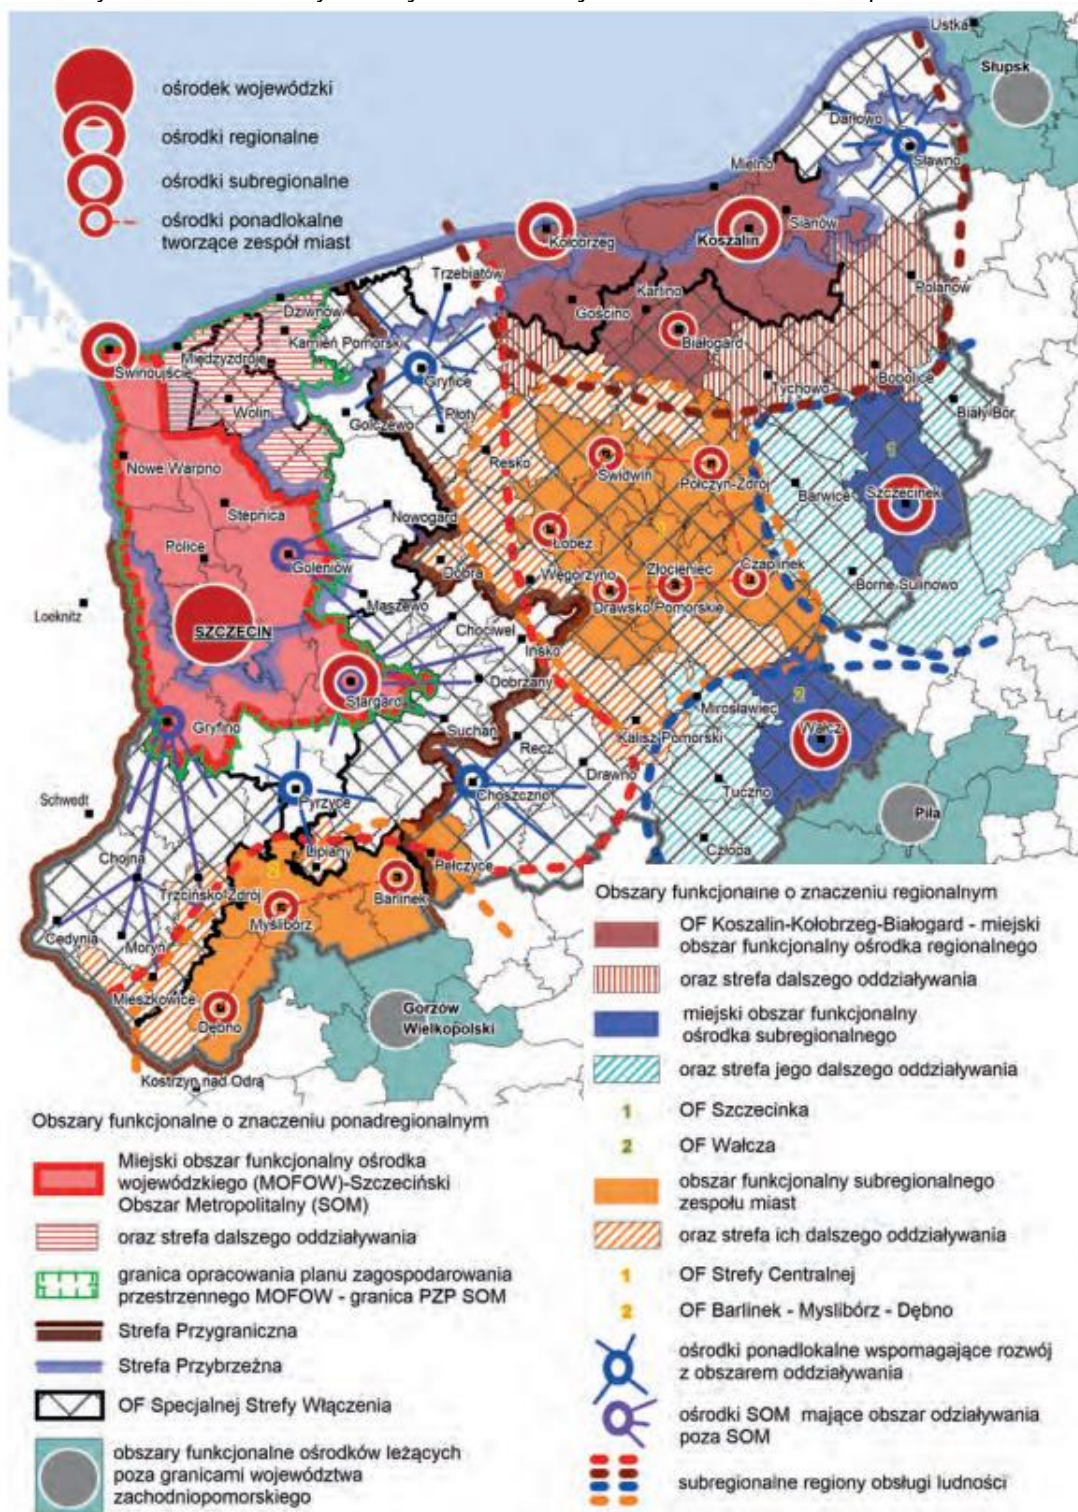 ośrodek wojewódzki
ośrodki regionalne
ośrodki subregionalne
ośrodki ponadlokalne
tworzące zespół miast
Ustka
Słupsk
Darłowo
Sławno
Mielno
Sianów
Kołobrzeg
Koszalin
Polanów
Trzebiatów
Karlino
Gościno
Białogard
Dziwnów
Kamień Pomorski
Międzyzdroje
Świnoujście
Wolin
Gryfice
Tychowo
Bobolice
Biały Bór
Golczewo
Płoty
Nowe Warpno
Resko
Świdwin
Połczyn-Zdrój
1
Barwice
Szczecinek
Stepnica
Nowogard
Police
Goleniów
Łobez
Dobra
Węgorzyno
Złocieniec
Czaplinek
Drawsko Pomorskie
Borne Sulinowo
Loeknitz
Maszewo
Chociwel
SZCZECIN
Ińsko
Dobrzany
Stargard
2
Mirosławiec
Gryfino
Suchań
Recz
Kalisz Pomorski
Wałcz
Drawno
Tuczno
Schwedt
Pyrzyce
Choszczno
Piła
Człopa
Chojna
Lipiany
Pełczyce
2
Trzcińsko Zdrój
Barlinek
Myślibórz
Cedynia
Moryń
Mieszkowice
Dębno
Gorzów
Wielkopolski
Kostrzyn nad Odrą
Obszary funkcjonalne o znaczeniu ponadregionalnym
Miejski obszar funkcjonalny ośrodka
wojewódzkiego (MOFOW)-Szczeciński
Obszar Metropolitalny (SOM)
oraz strefa dalszego oddziaływania
granica opracowania planu zagospodarowania
przestrzennego MOFOW - granica PZP SOM
Strefa Przygraniczna
Strefa Przybrzeżna
OF Specjalnej Strefy Włączenia
obszary funkcjonalne ośrodków leżących
poza granicami województwa
zachodniopomorskiego
Obszary funkcjonalne o znaczeniu regionalnym
OF Koszalin-Kołobrzeg-Białogard - miejski
obszar funkcjonalny ośrodka regionalnego
oraz strefa dalszego oddziaływania
miejski obszar funkcjonalny
ośrodka subregionalnego
oraz strefa jego dalszego oddziaływania
1 OF Szczecinka
2 OF Wałcza
obszar funkcjonalny subregionalnego
zespołu miast
oraz strefa ich dalszego oddziaływania
1 OF Strefy Centralnej
2 OF Barlinek - Myslibórz - Dębno
ośrodki ponadlokalne wspomagające rozwój
z obszarem oddziaływania
ośrodki SOM mające obszar odziaływania
poza SOM
subregionalne regiony obsługi ludności